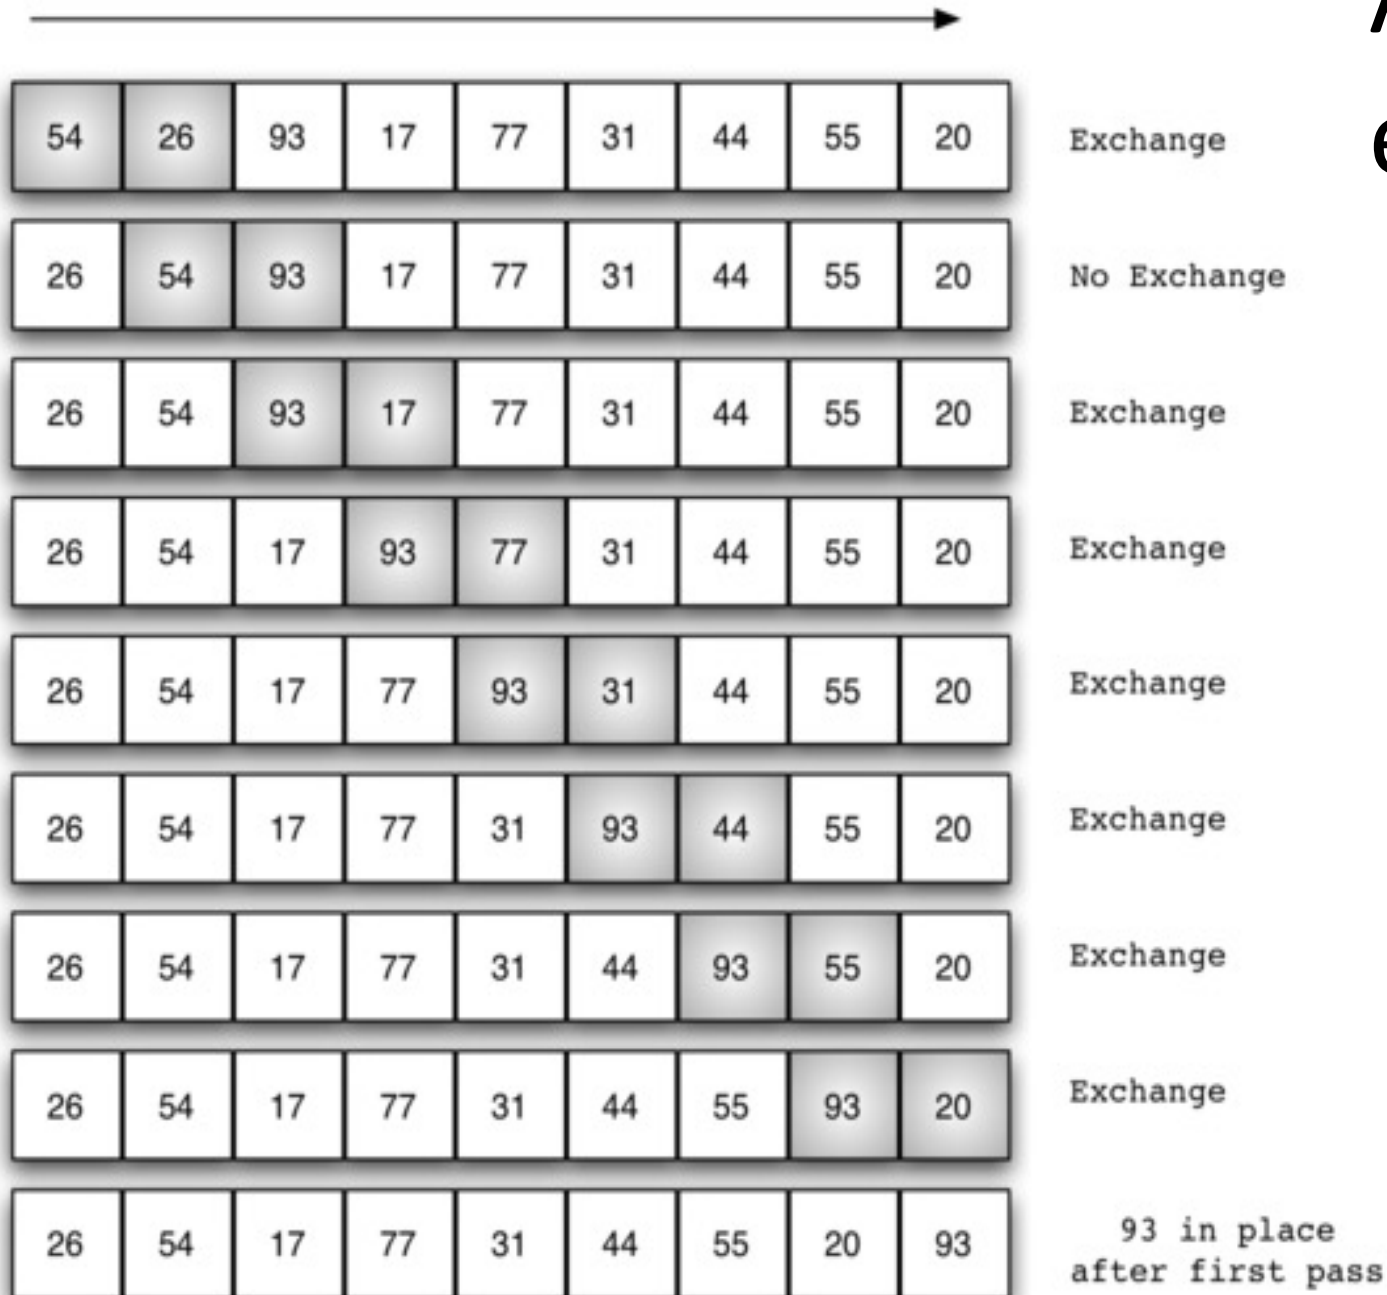 54 26 93 17 77 31 44 55 20 Exchange
26 54 93 17 77 31 44 55 20 No Exchange
26 54 93 17 77 31 44 55 20 Exchange
26 54 17 93 77 31 44 55 20 Exchange
26 54 17 77 93 31 44 55 20 Exchange
26 54 17 77 31 93 44 55 20 Exchange
26 54 17 77 31 44 93 55 20 Exchange
26 54 17 77 31 44 55 93 20 Exchange
26 54 17 77 31 44 55 20 93 93 in place
after first pass